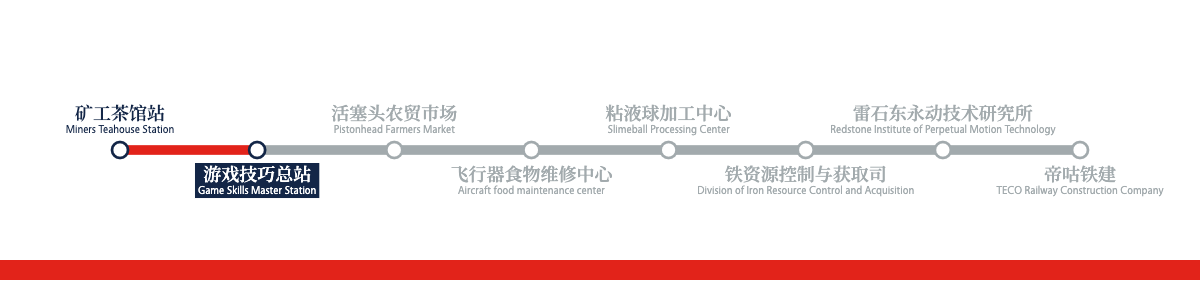 矿工茶馆站
Miners Teahouse Station
游戏技巧总站
Game Skills Master Station
活塞头农贸市场
Pistonhead Farmers Market
飞行器食物维修中心
Aircraft food maintenance center
粘液球加工中心
Slimeball Processing Center
铁资源控制与获取司
Division of Iron Resource Control and Acquisition
雷石东永动技术研究所
Redstone Institute of Perpetual Motion Technology
帝咕铁建
TECO Railway Construction Company